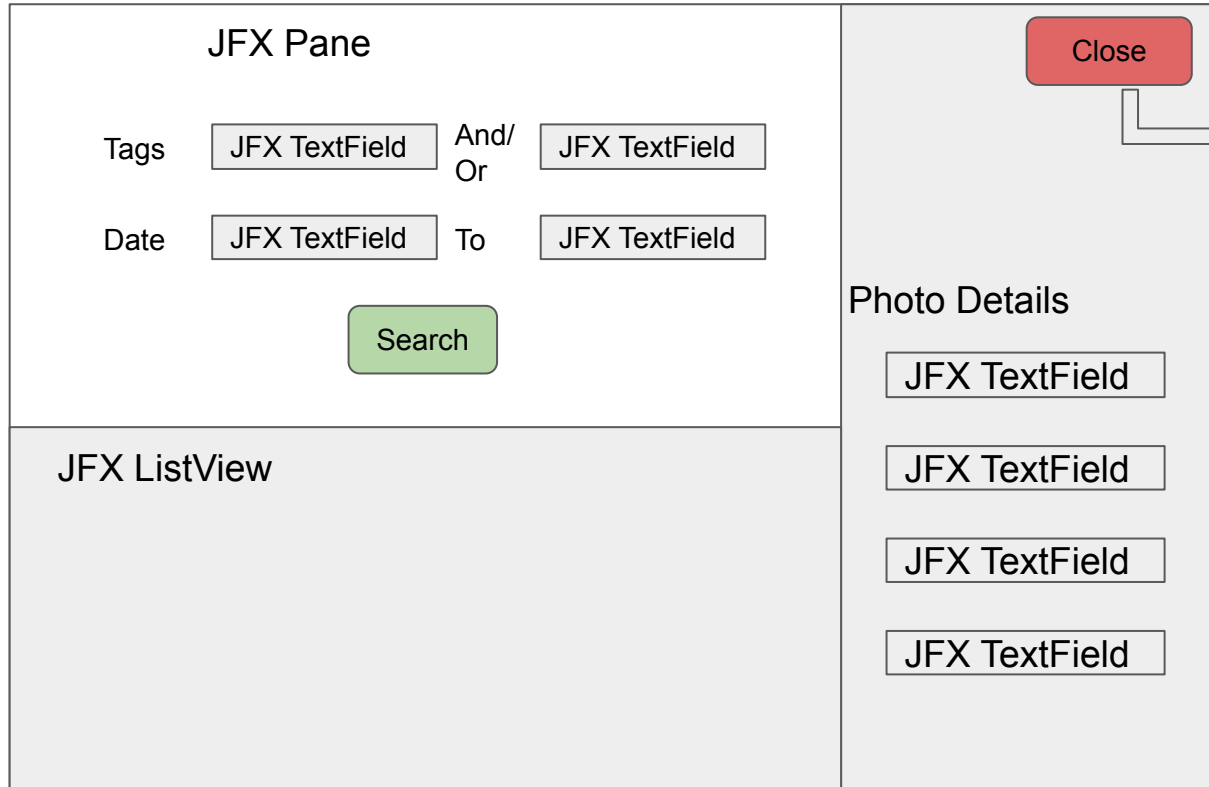 JFX Pane
Close
Tags
JFX TextField
And/
Or
JFX TextField
Date
JFX TextField
To
JFX TextField
Search
Photo Details
JFX TextField
JFX ListView
JFX TextField
JFX TextField
JFX TextField